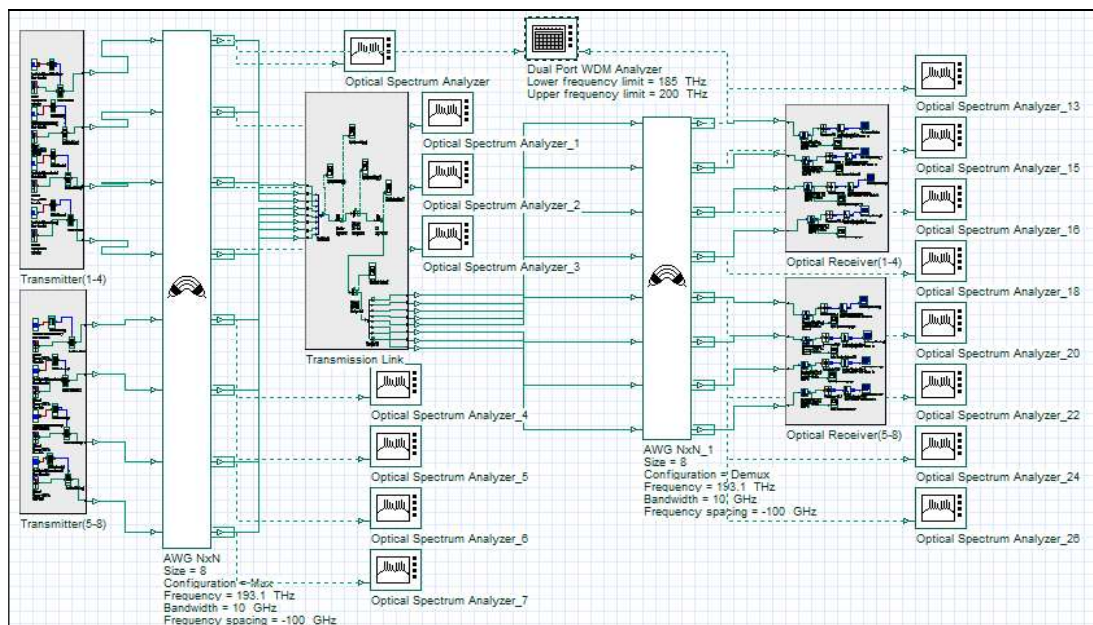 Optical Spectrum Analyzer
Dual Port WDM Analyzer
Lower frequency limit = 185 THz
Upper frequency limit = 200 THz
Optical Spectrum Analyzer_13
Optical Spectrum Analyzer_1
Optical Spectrum Analyzer_15
Optical Spectrum Analyzer_2
Optical Spectrum Analyzer_16
Optical Spectrum Analyzer_3
Optical Receiver(1-4)
Transmitter(1-4)
Optical Spectrum Analyzer_18
Transmission Link
Optical Spectrum Analyzer_20
Optical Spectrum Analyzer_4
Optical Spectrum Analyzer_22
Optical Receiver(5-8)
AWG NxN_1
Size = 8
Configuration = Demux
Frequency = 193.1 THz
Bandwidth = 10 GHz
Frequency spacing = -100 GHz
Optical Spectrum Analyzer_5
Optical Spectrum Analyzer_24
Transmitter(5-8)
Optical Spectrum Analyzer_6
Optical Spectrum Analyzer_26
AWG NxN
Size = 8
Configuration = Mux
Frequency = 193.1 THz
Bandwidth = 10 GHz
Frequency spacing = -100 GHz
Optical Spectrum Analyzer_7